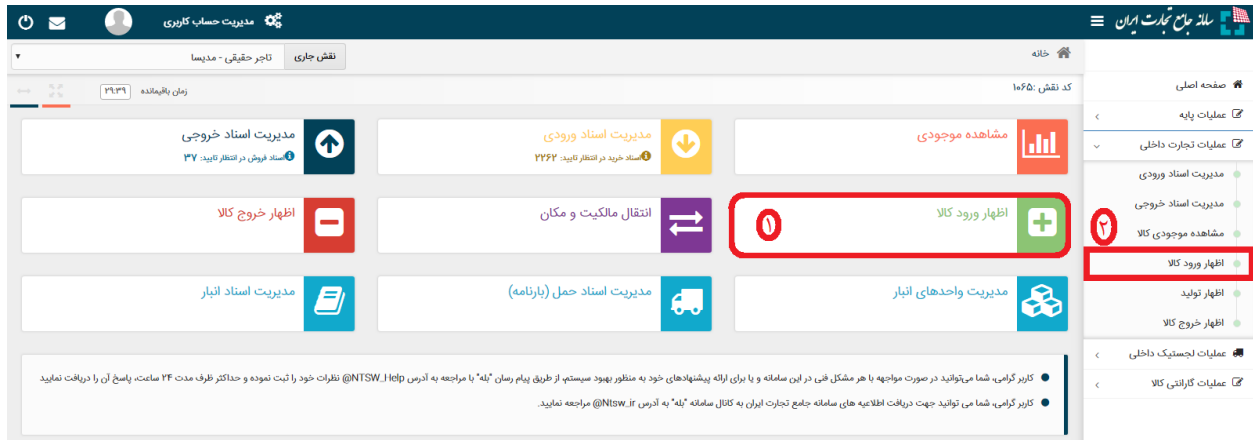 سامانه جامع تجارت ایران
مدیریت حساب کاربری
خانه
نقش جاری
تاجر حقیقی - مدیسا
کد نقش :۱۰۶۵
زمان باقیمانده ۲۹:۳۹
صفحه اصلی
عملیات پایه
عملیات تجارت داخلی
مدیریت اسناد ورودی
مدیریت اسناد خروجی
مشاهده موجودی کالا
۲
اظهار ورود کالا
اظهار تولید
اظهار خروج کالا
عملیات لجستیک داخلی
عملیات گارانتی کالا
مشاهده موجودی
مدیریت اسناد ورودی
اسناد خرید در انتظار تایید: ۲۲۶۲
مدیریت اسناد خروجی
اسناد فروش در انتظار تایید: ۳۷
اظهار ورود کالا
۱
انتقال مالکیت و مکان
اظهار خروج کالا
مدیریت واحدهای انبار
مدیریت اسناد حمل (بارنامه)
مدیریت اسناد انبار
کاربر گرامی، شما می‌توانید در صورت مواجهه با هر مشکل فنی در این سامانه و یا برای ارائه پیشنهادهای خود به منظور بهبود سیستم، از طریق پیام رسان "بله" با مراجعه به آدرس NTSW_Help@ نظرات خود را ثبت نموده و حداکثر ظرف مدت ۲۴ ساعت، پاسخ آن را دریافت نمایید
کاربر گرامی، شما می توانید جهت دریافت اطلاعیه های سامانه جامع تجارت ایران به کانال سامانه "بله" به آدرس Ntsw_ir@ مراجعه نمایید.